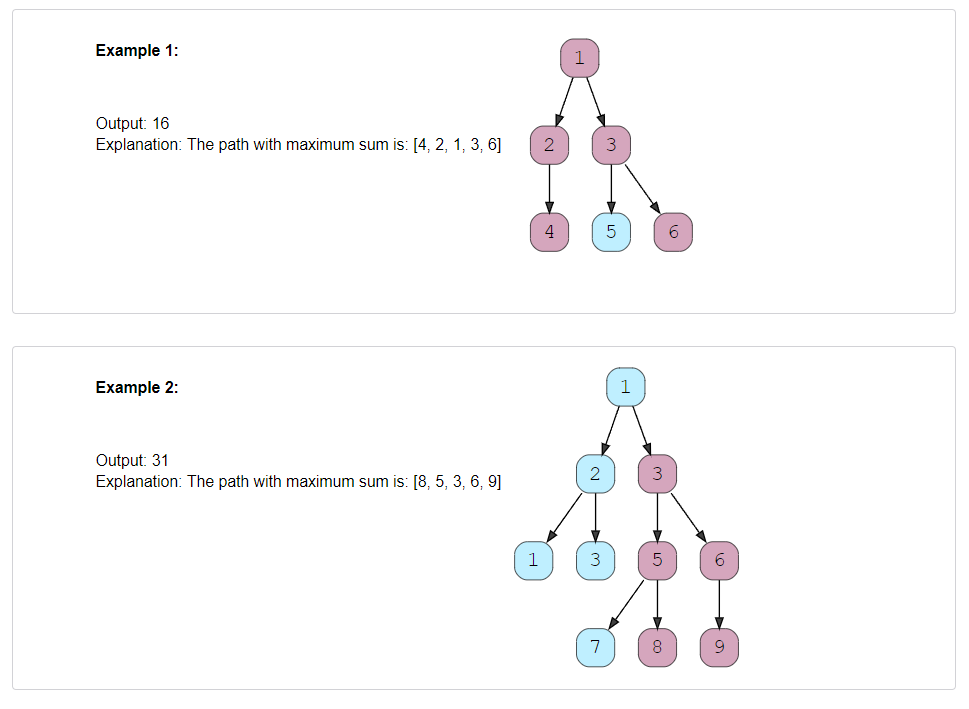 Example 1:
Output: 16
Explanation: The path with maximum sum is: [4, 2, 1, 3, 6]
1
2 3
4 5 6
Example 2:
Output: 31
Explanation: The path with maximum sum is: [8, 5, 3, 6, 9]
1
2 3
1 3 5 6
7 8 9